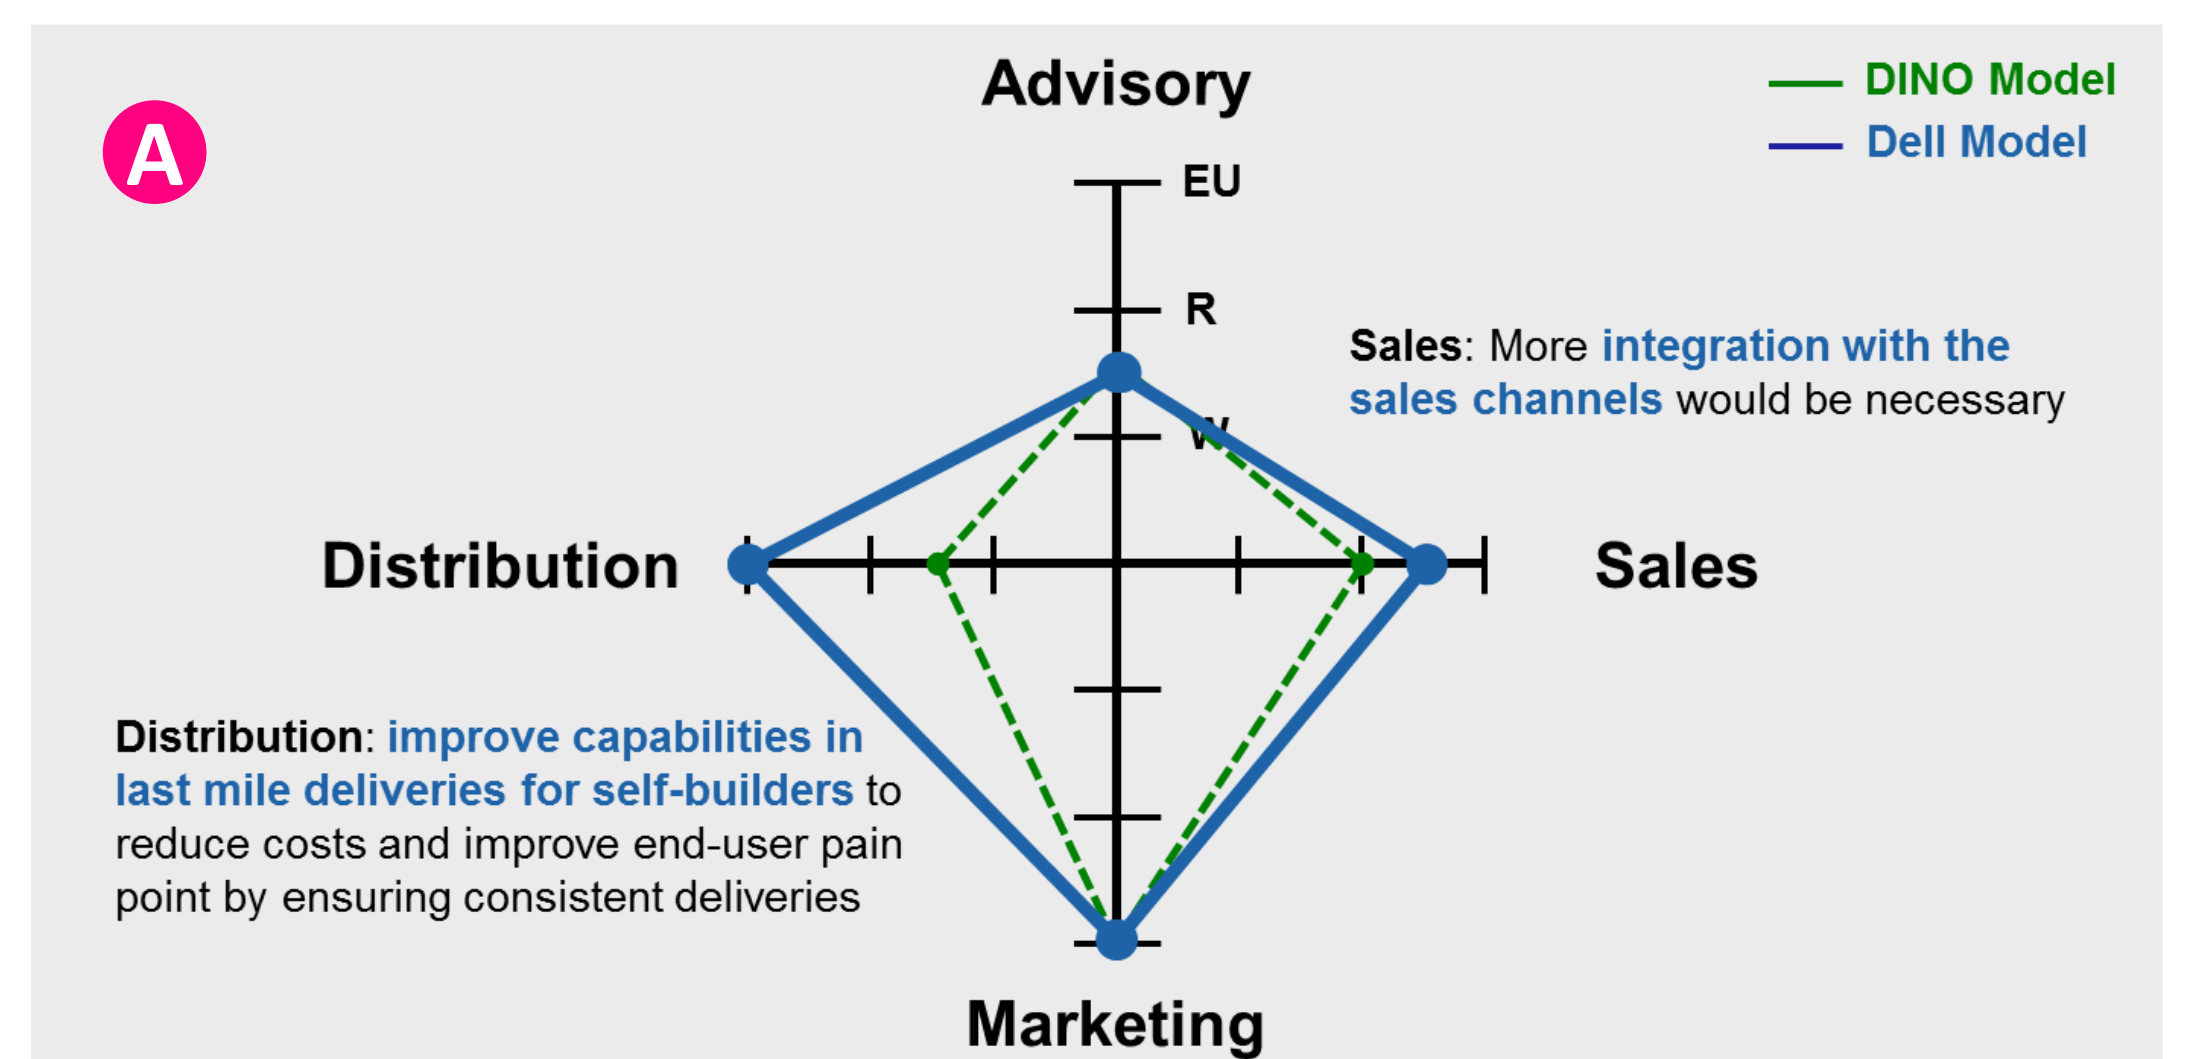 Advisory
DINO Model
Dell Model
A
EU
R
Sales: More integration with the
sales channels would be necessary
W
Distribution
Sales
Distribution: improve capabilities in
last mile deliveries for self-builders to
reduce costs and improve end-user pain
point by ensuring consistent deliveries
Marketing